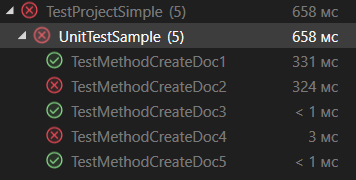 TestProjectSimple (5) 658 мс
UnitTestSample (5) 658 мс
TestMethodCreateDoc1 331 мс
TestMethodCreateDoc2 324 мс
TestMethodCreateDoc3 < 1 мс
TestMethodCreateDoc4 3 мс
TestMethodCreateDoc5 < 1 мс